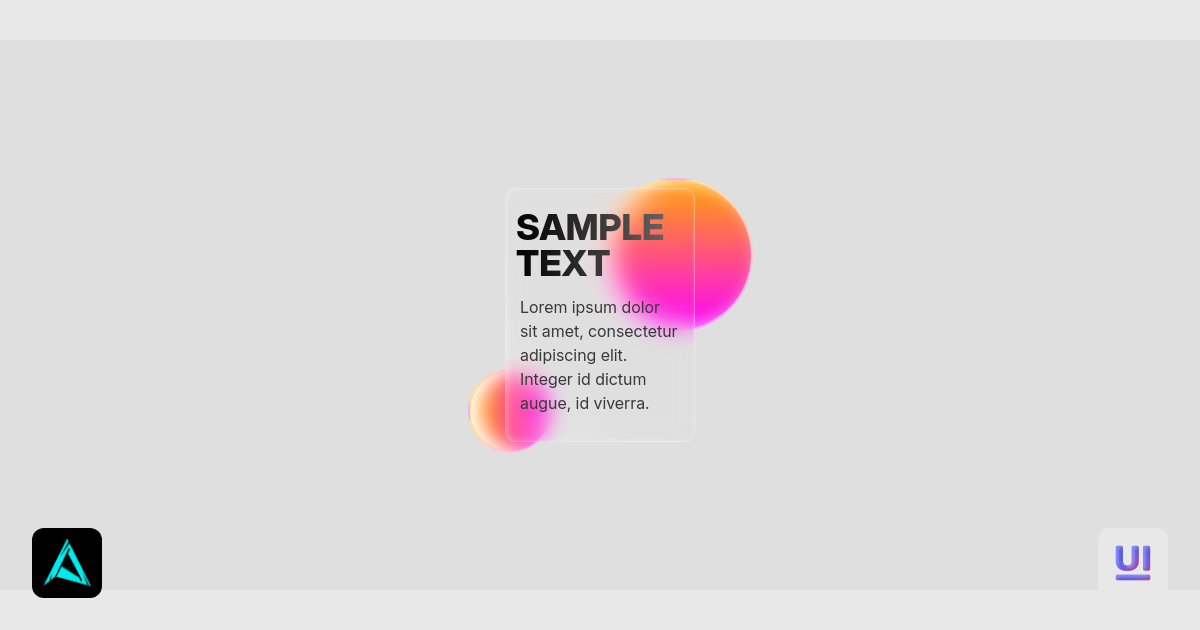 SAMPLE
TEXT
Lorem ipsum dolor
sit amet, consectetur
adipiscing elit.
Integer id dictum
augue, id viverra.
UI